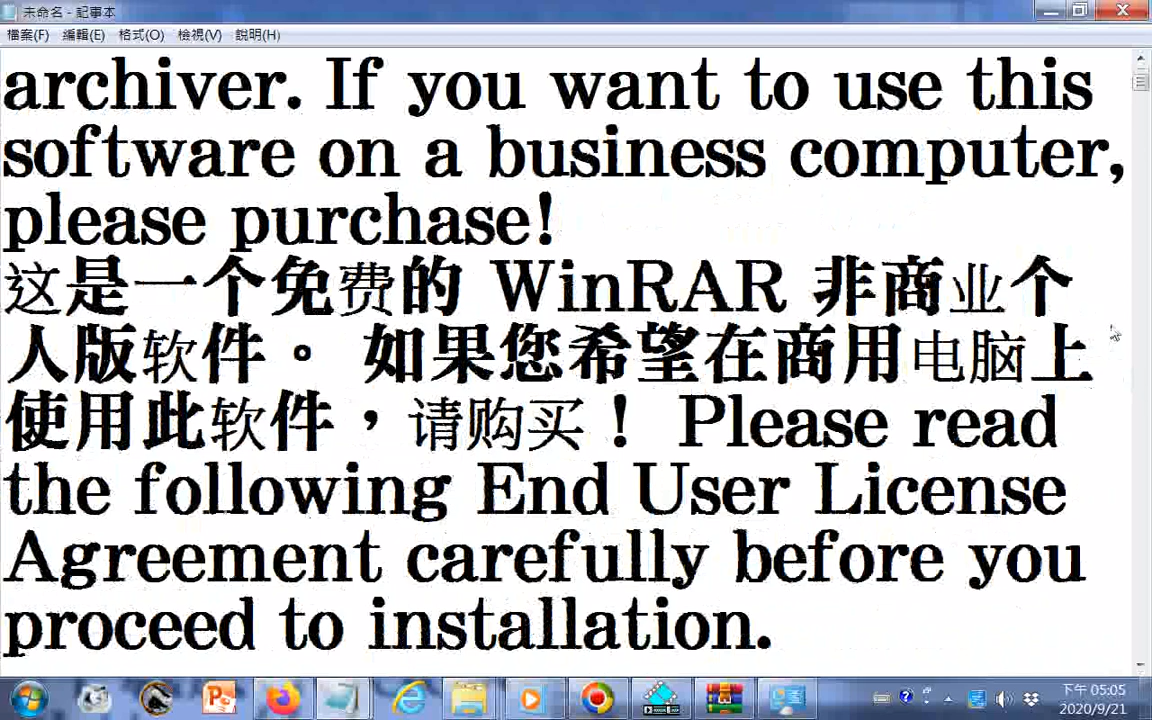 未命名 - 記事本
檔案(F) 編輯(E) 格式(O) 檢視(V) 說明(H)
archiver. If you want to use this
software on a business computer,
please purchase!
这是一个免费的 WinRAR 非商业个
人版软件。 如果您希望在商用电脑上
使用此软件，请购买！ Please read
the following End User License
Agreement carefully before you
proceed to installation.
下午 05:05
2020/9/21